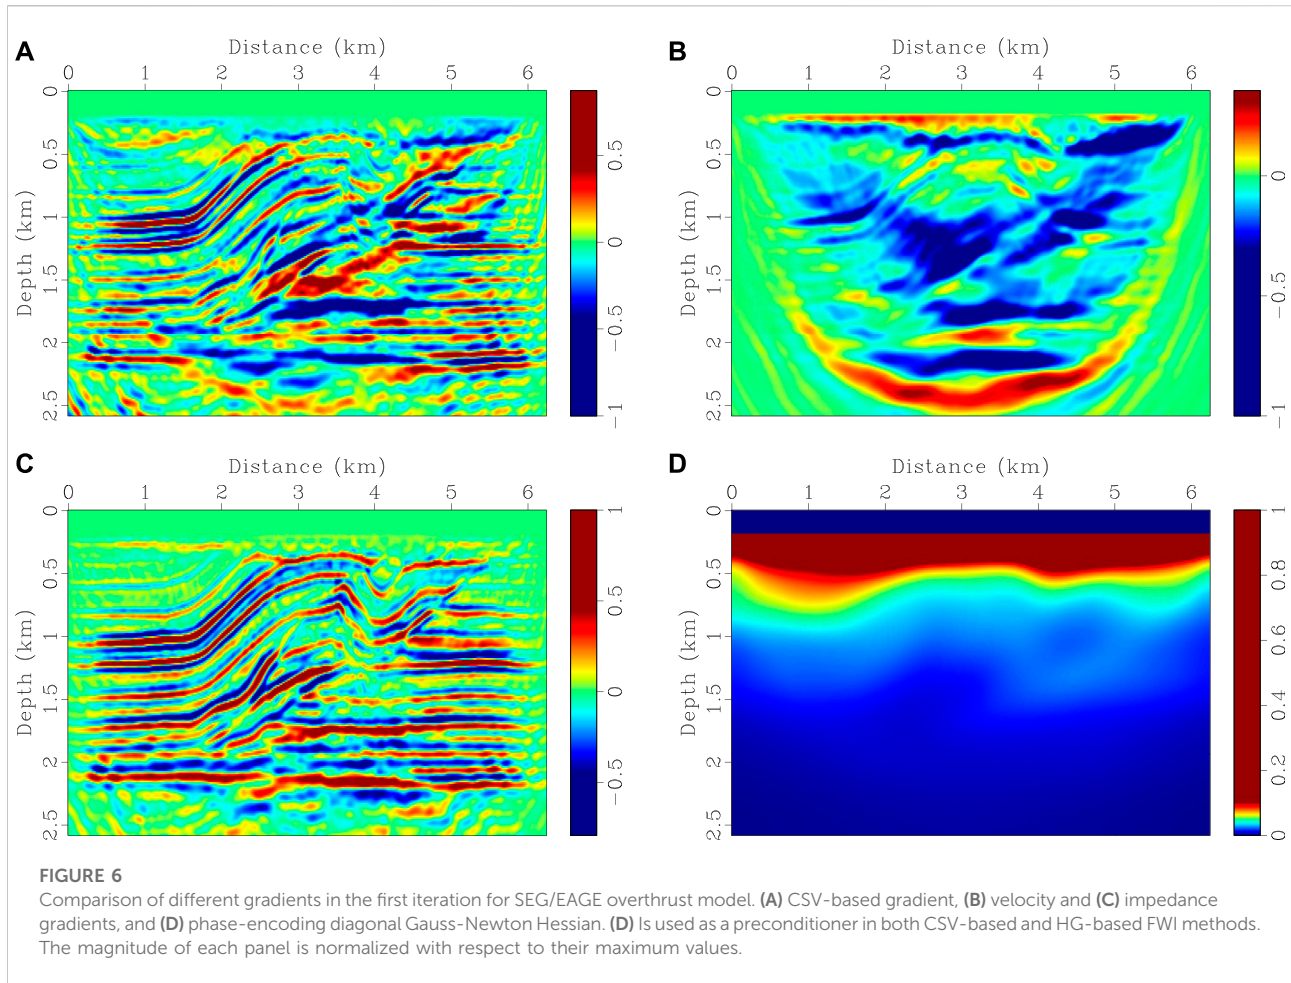 A
Distance (km)
0 1 2 3 4 5 6
Depth (km)
0
0.5
1
1.5
2
2.5
0.5
0
−0.5
−1
B
Distance (km)
0 1 2 3 4 5 6
Depth (km)
0
0.5
1
1.5
2
2.5
0
−0.5
−1
C
Distance (km)
0 1 2 3 4 5 6
Depth (km)
0
0.5
1
1.5
2
2.5
1
0.5
0
−0.5
D
Distance (km)
0 1 2 3 4 5 6
Depth (km)
0
0.5
1
1.5
2
2.5
1
0.8
0.6
0.4
0.2
0
FIGURE 6
Comparison of different gradients in the first iteration for SEG/EAGE overthrust model. (A) CSV-based gradient, (B) velocity and (C) impedance
gradients, and (D) phase-encoding diagonal Gauss-Newton Hessian. (D) Is used as a preconditioner in both CSV-based and HG-based FWI methods.
The magnitude of each panel is normalized with respect to their maximum values.